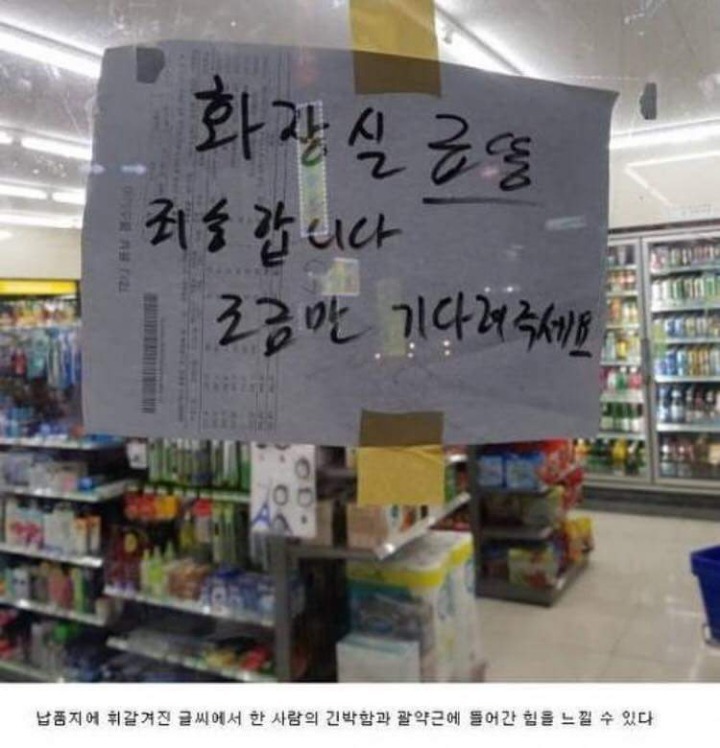 화장실 급똥
죄송합니다
조금만 기다려주세요
납품지에 휘갈겨진 글씨에서 한 사람의 긴박함과 괄약근에 들어간 힘을 느낄 수 있다